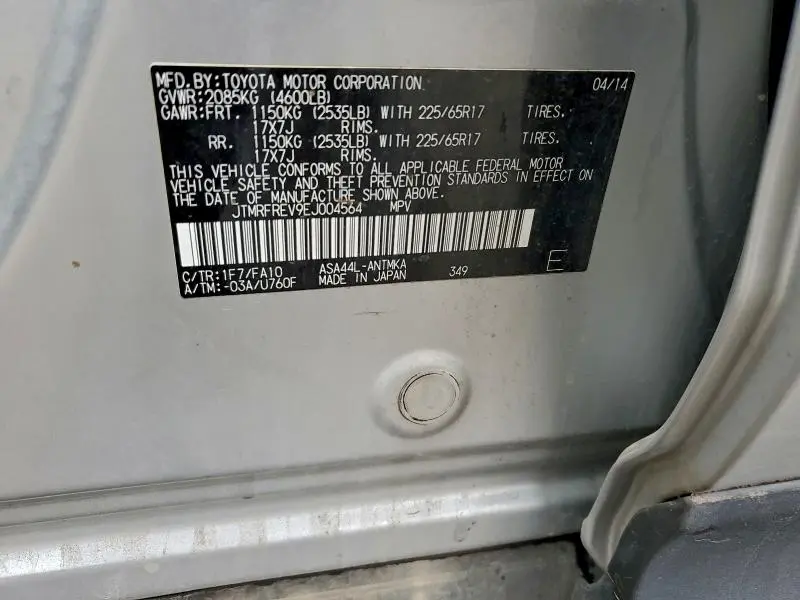 MFD. BY: TOYOTA MOTOR CORPORATION 04/14
GVWR: 2085KG (4600LB)
GAWR: FRT. 1150KG (2535LB) WITH 225/65R17 TIRES.
17X7J RIMS.
RR. 1150KG (2535LB) WITH 225/65R17 TIRES.
17X7J RIMS.
THIS VEHICLE CONFORMS TO ALL APPLICABLE FEDERAL MOTOR
VEHICLE SAFETY AND THEFT PREVENTION STANDARDS IN EFFECT ON
THE DATE OF MANUFACTURE SHOWN ABOVE.
JTMRFREV9EJ004564 MPV
C/TR: 1F7/FA10 ASA44L-ANTMKA 349 E
A/TM: -03A/U760F MADE IN JAPAN